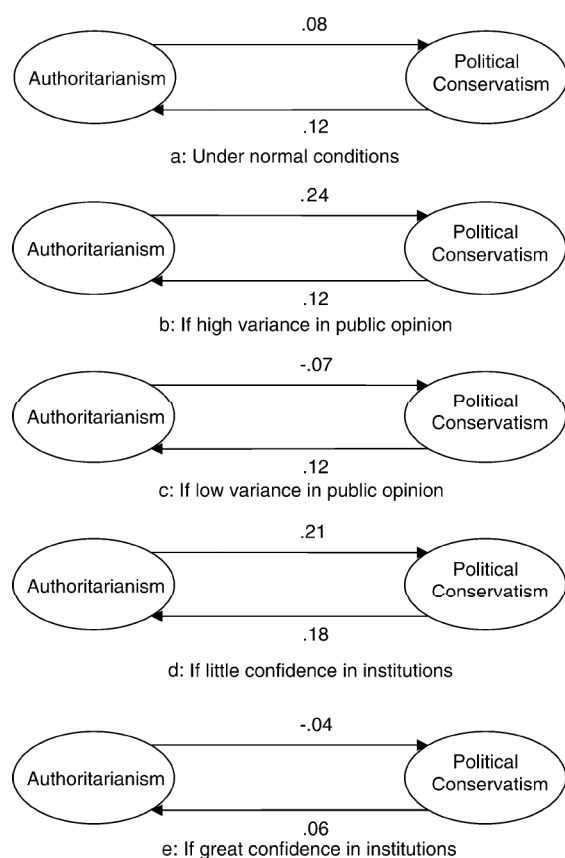 .08
Authoritarianism
Political
Conservatism
.12
a: Under normal conditions
.24
Authoritarianism
Political
Conservatism
.12
b: If high variance in public opinion
-.07
Authoritarianism
Political
Conservatism
.12
c: If low variance in public opinion
.21
Authoritarianism
Political
Conservatism
.18
d: If little confidence in institutions
-.04
Authoritarianism
Political
Conservatism
.06
e: If great confidence in institutions